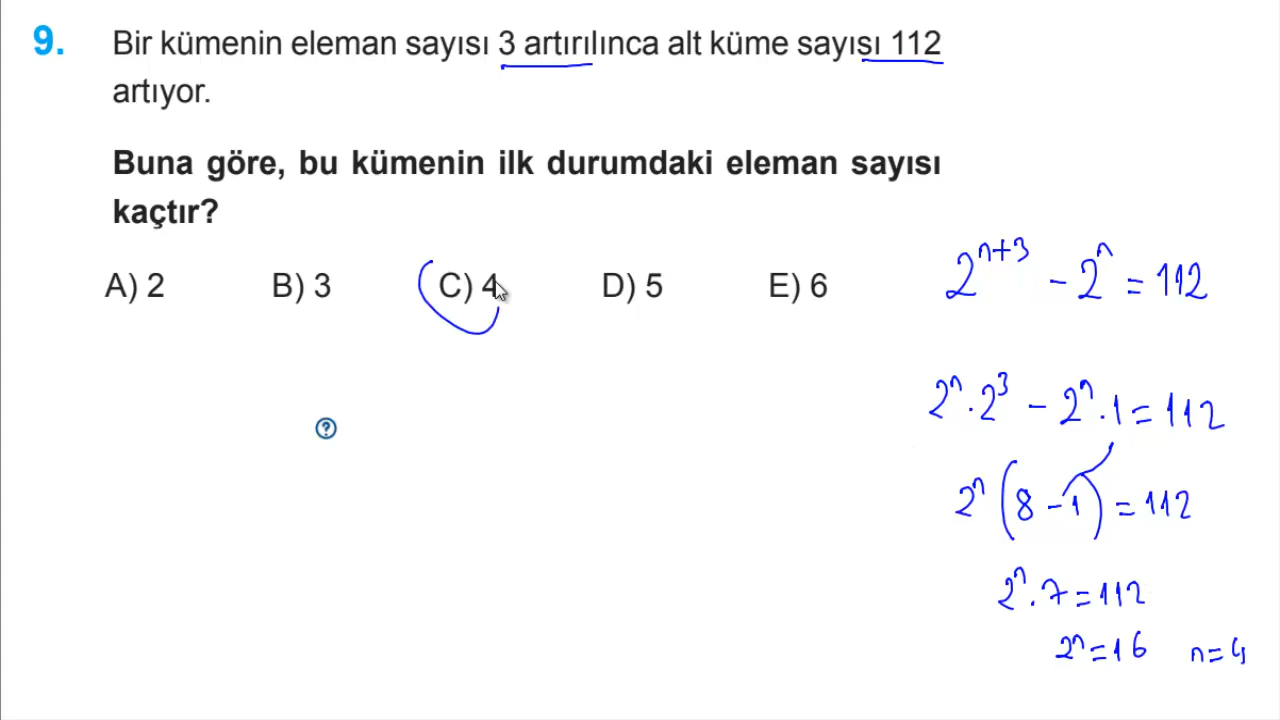 9. Bir kümenin eleman sayısı 3 artırılınca alt küme sayısı 112
artıyor.
Buna göre, bu kümenin ilk durumdaki eleman sayısı
kaçtır?
A) 2 B) 3 C) 4 D) 5 E) 6
2^{n+3} - 2^n = 112
2^n . 2^3 - 2^n . 1 = 112
2^n (8 - 1) = 112
2^n . 7 = 112
2^n = 16 n = 4